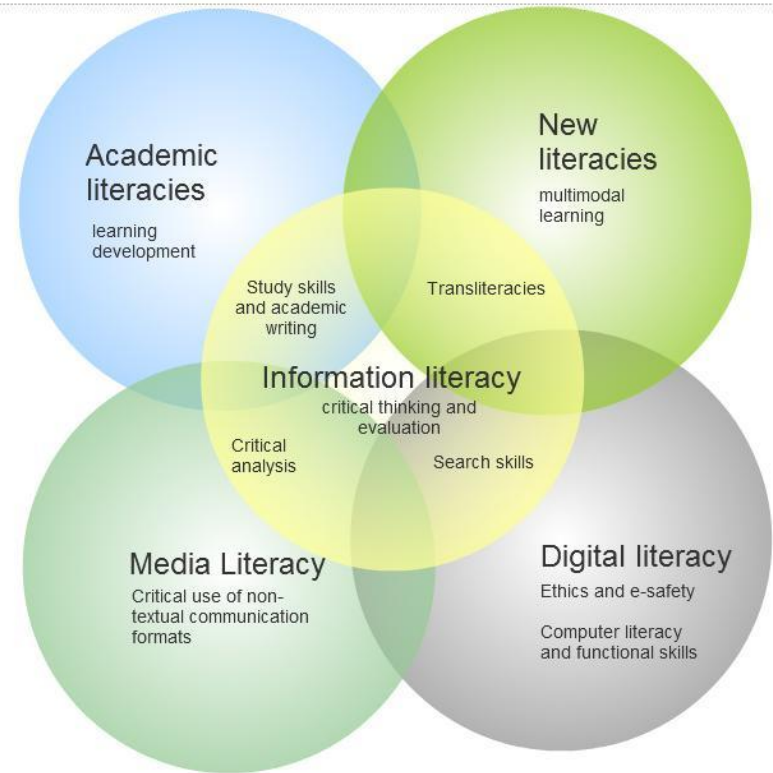 Academic
literacies
learning
development
New
literacies
multimodal
learning
Study skills
and academic
writing
Transliteracies
Information literacy
critical thinking and
evaluation
Critical
analysis
Search skills
Media Literacy
Critical use of non-
textual communication
formats
Digital literacy
Ethics and e-safety
Computer literacy
and functional skills